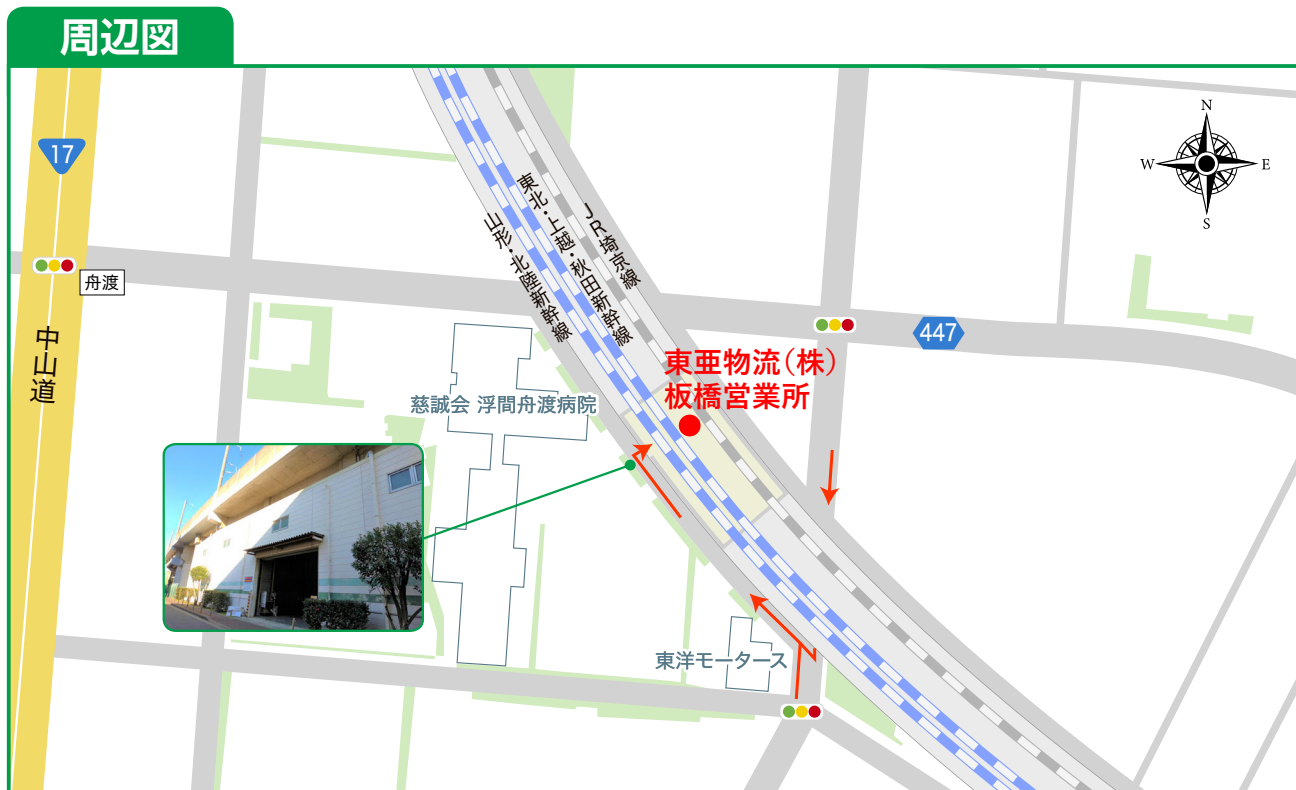 周辺図
17
舟渡
中山道
山形・北陸新幹線
東北・上越・秋田新幹線
JR埼京線
N
W
E
S
447
東亜物流(株)
板橋営業所
慈誠会 浮間舟渡病院
東洋モータース